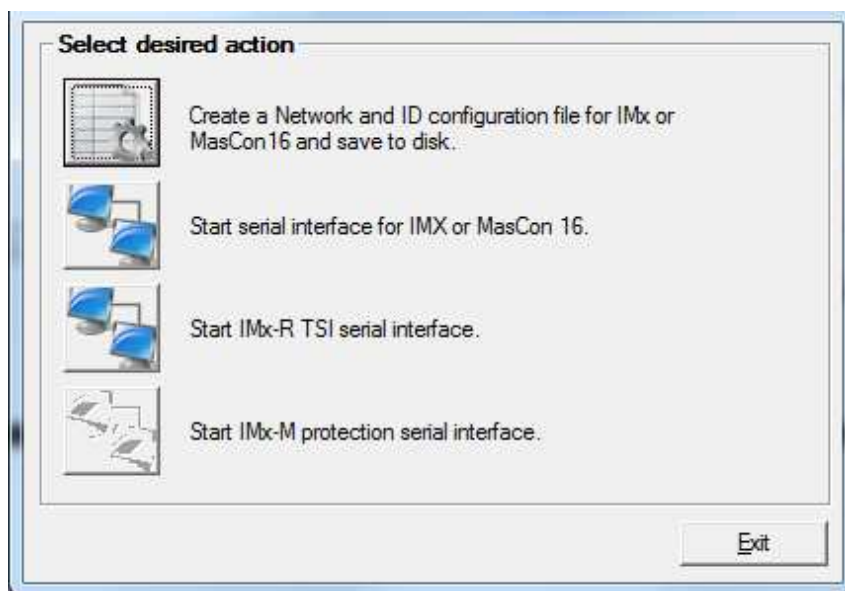 Select desired action
Create a Network and ID configuration file for IMx or
MasCon16 and save to disk.
Start serial interface for IMX or MasCon 16.
Start IMx-R TSI serial interface.
Start IMx-M protection serial interface.
Exit